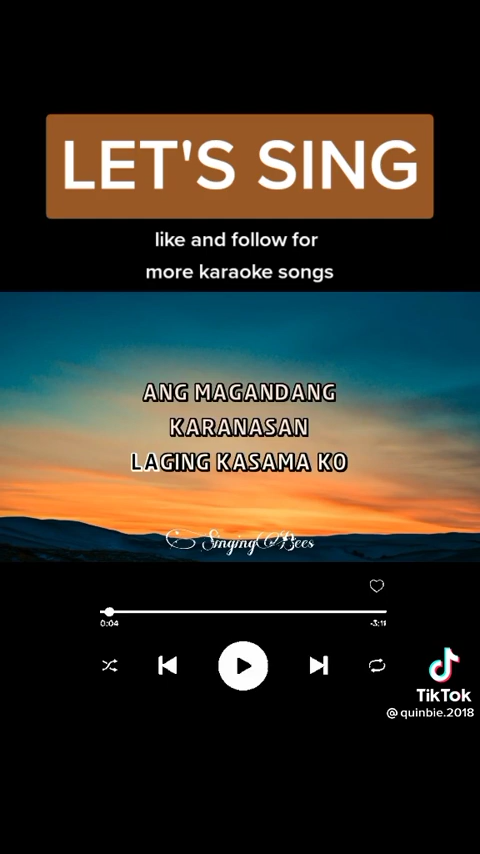 LET'S SING
like and follow for
more karaoke songs
ANG MAGANDANG
KARANASAN
LAGING KASAMA KO
SingingBees
0:04
-3:11
TikTok
@quinbie.2018